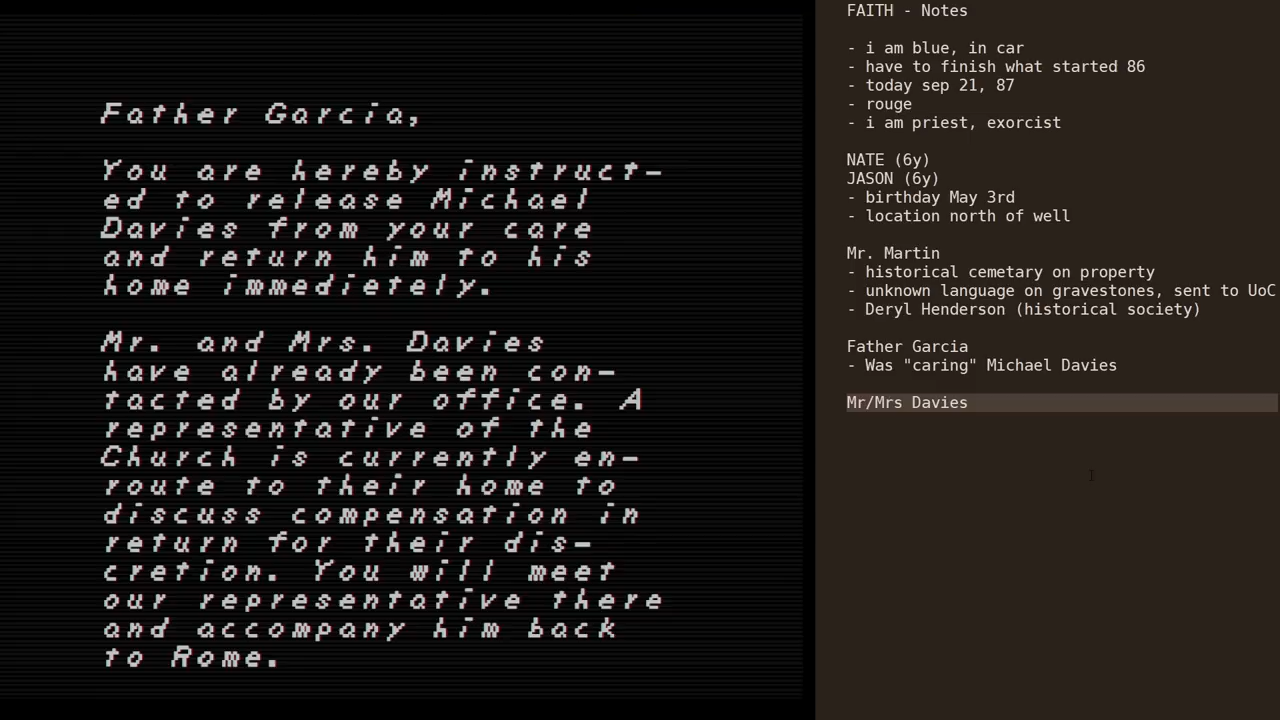 Father Garcia,
You are hereby instruct-
ed to release Michael
Davies from your care
and return him to his
home immedietely.
Mr. and Mrs. Davies
have already been con-
tacted by our office. A
representative of the
Church is currently en-
route to their home to
discuss compensation in
return for their dis-
cretion. You will meet
our representative there
and accompany him back
to Rome.
FAITH - Notes
- i am blue, in car
- have to finish what started 86
- today sep 21, 87
- rouge
- i am priest, exorcist
NATE (6y)
JASON (6y)
- birthday May 3rd
- location north of well
Mr. Martin
- historical cemetary on property
- unknown language on gravestones, sent to UoC
- Deryl Henderson (historical society)
Father Garcia
- Was "caring" Michael Davies
Mr/Mrs Davies